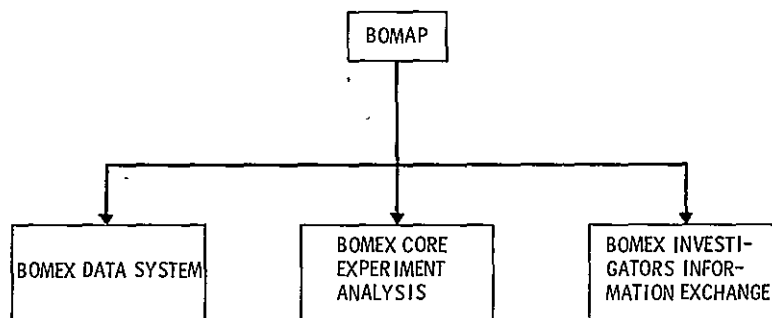 BOMAP
BOMEX DATA SYSTEM
BOMEX CORE
EXPERIMENT
ANALYSIS
BOMEX INVESTI-
GATORS INFOR-
MATION EXCHANGE